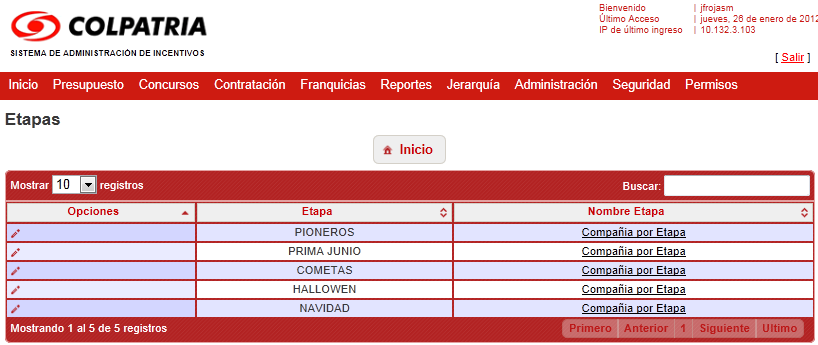 COLPATRIA
SISTEMA DE ADMINISTRACIÓN DE INCENTIVOS
Bienvenido | jfrojasm
Último Acceso | jueves, 26 de enero de 2012
IP de último ingreso | 10.132.3.103
[ Salir ]
Inicio Presupuesto Concursos Contratación Franquicias Reportes Jerarquía Administración Seguridad Permisos
Etapas
Inicio
Mostrar 10 registros Buscar:
Opciones Etapa Nombre Etapa
PIONEROS Compañia por Etapa
PRIMA JUNIO Compañia por Etapa
COMETAS Compañia por Etapa
HALLOWEN Compañia por Etapa
NAVIDAD Compañia por Etapa
Mostrando 1 al 5 de 5 registros Primero Anterior 1 Siguiente Ultimo